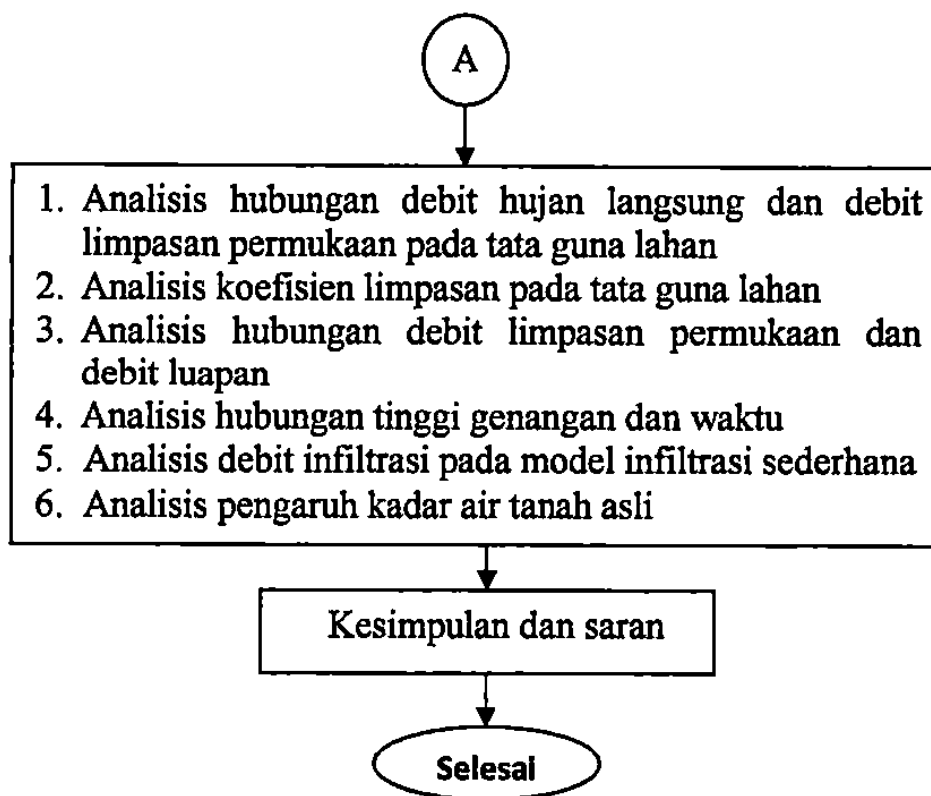 A
1. Analisis hubungan debit hujan langsung dan debit
limpasan permukaan pada tata guna lahan
2. Analisis koefisien limpasan pada tata guna lahan
3. Analisis hubungan debit limpasan permukaan dan
debit luapan
4. Analisis hubungan tinggi genangan dan waktu
5. Analisis debit infiltrasi pada model infiltrasi sederhana
6. Analisis pengaruh kadar air tanah asli
Kesimpulan dan saran
Selesai